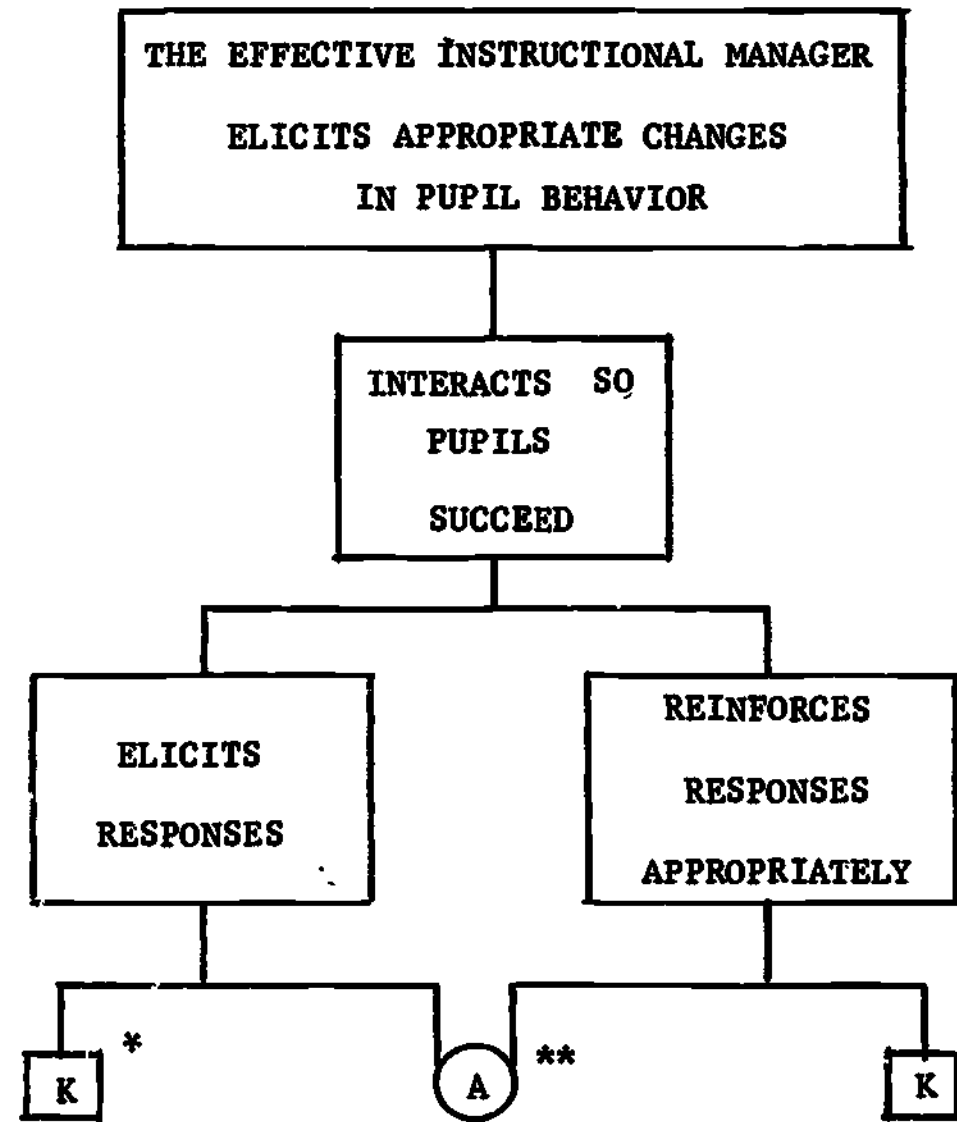 THE EFFECTIVE INSTRUCTIONAL MANAGER
ELICITS APPROPRIATE CHANGES
IN PUPIL BEHAVIOR
INTERACTS SO
PUPILS
SUCCEED
ELICITS
RESPONSES
REINFORCES
RESPONSES
APPROPRIATELY
K *
A **
K